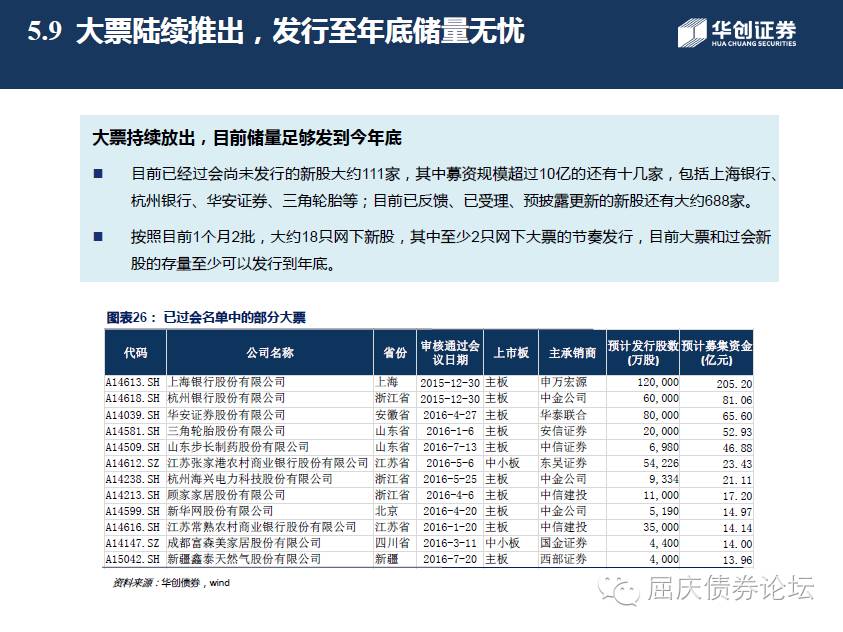 5.9 大票陆续推出，发行至年底储量无忧
华创证券
HUA CHUANG SECURITIES
大票持续放出，目前储量足够发到今年底
■ 目前已经过会尚未发行的新股大约111家，其中募资规模超过10亿的还有十几家，包括上海银行、
杭州银行、华安证券、三角轮胎等；目前已反馈、已受理、预披露更新的新股还有大约688家。
■ 按照目前1个月2批，大约18只网下新股，其中至少2只网下大票的节奏发行，目前大票和过会新
股的存量至少可以发行到年底。
图表26： 已过会名单中的部分大票
代码 公司名称 省份 审核通过会议日期 上市板 主承销商 预计发行股数(万股) 预计募集资金(亿元)
A14613.SH 上海银行股份有限公司 上海 2015-12-30 主板 申万宏源 120,000 205.20
A14618.SH 杭州银行股份有限公司 浙江省 2015-12-30 主板 中金公司 60,000 81.06
A14039.SH 华安证券股份有限公司 安徽省 2016-4-27 主板 华泰联合 80,000 65.60
A14581.SH 三角轮胎股份有限公司 山东省 2016-1-6 主板 安信证券 20,000 52.93
A14509.SH 山东步长制药股份有限公司 山东省 2016-7-13 主板 中信证券 6,980 46.88
A14612.SZ 江苏张家港农村商业银行股份有限公司 江苏省 2016-5-6 中小板 东吴证券 54,226 23.43
A14238.SH 杭州海兴电力科技股份有限公司 浙江省 2016-5-25 主板 中金公司 9,334 21.11
A14213.SH 顾家家居股份有限公司 浙江省 2016-4-6 主板 中信建投 11,000 17.20
A14599.SH 新华网股份有限公司 北京 2016-4-20 主板 中金公司 5,190 14.97
A14616.SH 江苏常熟农村商业银行股份有限公司 江苏省 2016-1-20 主板 中信建投 35,000 14.14
A14147.SZ 成都富森美家居股份有限公司 四川省 2016-3-11 中小板 国金证券 4,400 14.00
A15042.SH 新疆鑫泰天然气股份有限公司 新疆 2016-7-20 主板 西部证券 4,000 13.96
资料来源：华创债券，wind
屈庆债券论坛